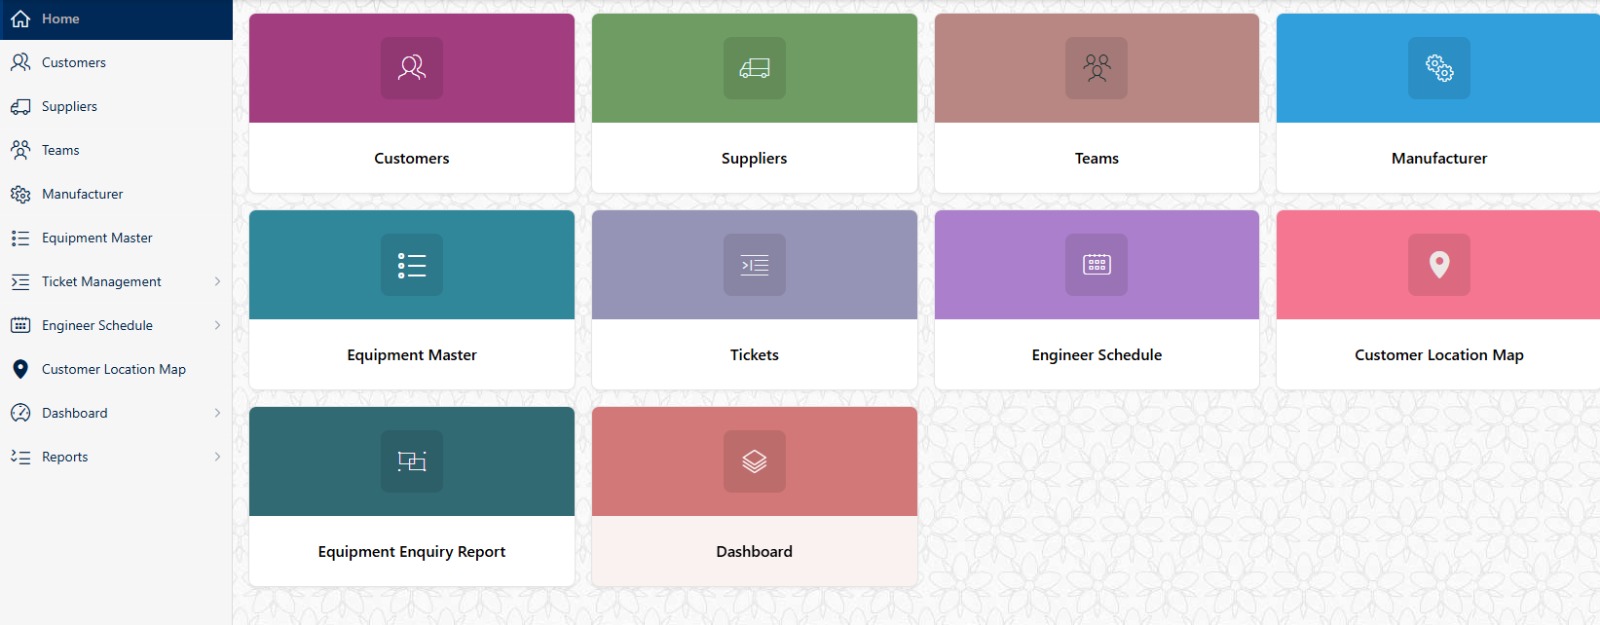 Home
Customers
Suppliers
Teams
Manufacturer
Equipment Master
Ticket Management
Engineer Schedule
Customer Location Map
Dashboard
Reports
Customers
Suppliers
Teams
Manufacturer
Equipment Master
Tickets
Engineer Schedule
Customer Location Map
Equipment Enquiry Report
Dashboard